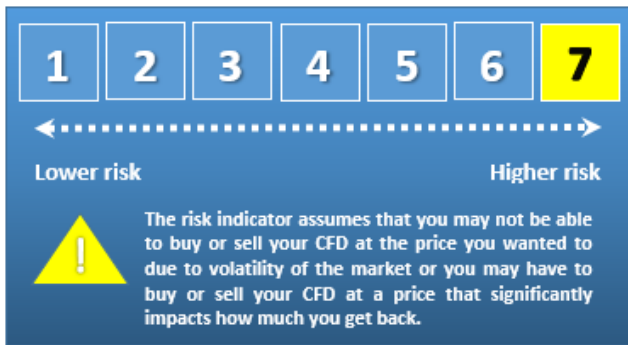 1 2 3 4 5 6 7
Lower risk Higher risk
! The risk indicator assumes that you may not be able
to buy or sell your CFD at the price you wanted to
due to volatility of the market or you may have to
buy or sell your CFD at a price that significantly
impacts how much you get back.